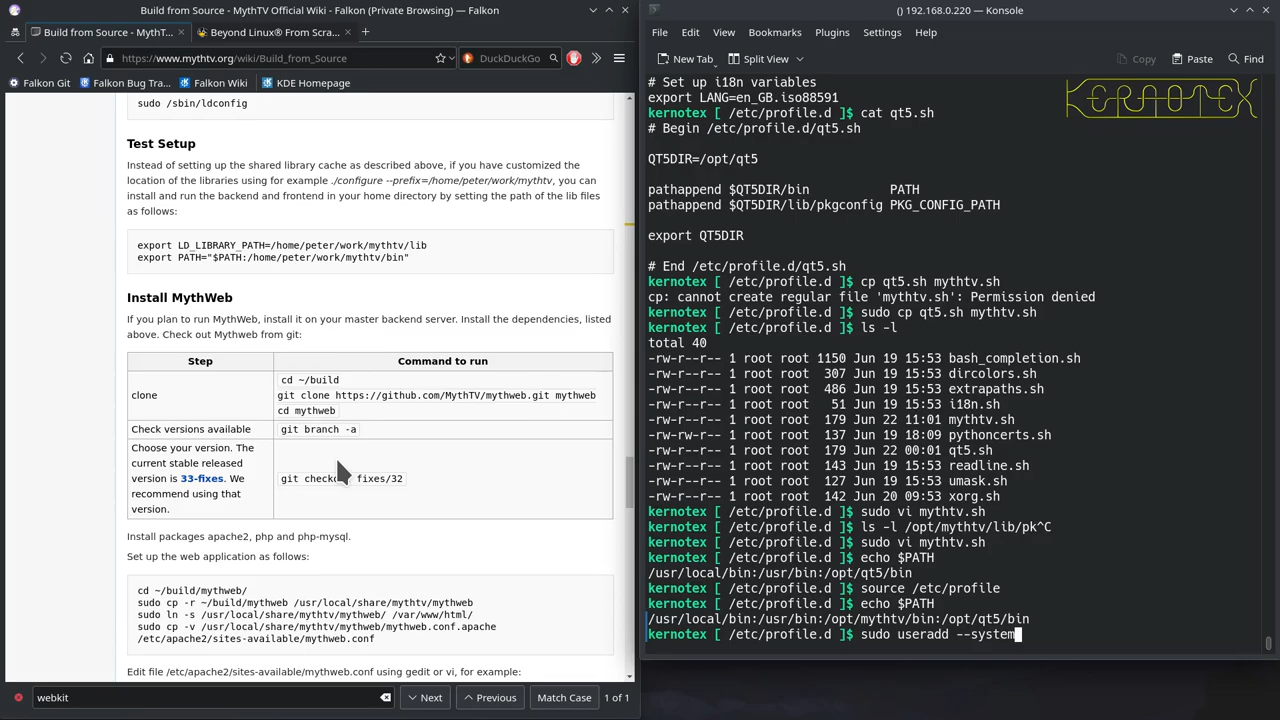 Build from Source - MythTV Official Wiki - Falkon (Private Browsing) — Falkon
Build from Source - MythT...
Beyond Linux® From Scra...
https://www.mythtv.org/wiki/Build_from_Source
DuckDuckGo
Falkon Git
Falkon Bug Tra...
Falkon Wiki
KDE Homepage
sudo /sbin/ldconfig
Test Setup
Instead of setting up the shared library cache as described above, if you have customized the
location of the libraries using for example ./configure --prefix=/home/peter/work/mythtv, you can
install and run the backend and frontend in your home directory by setting the path of the lib files
as follows:
export LD_LIBRARY_PATH=/home/peter/work/mythtv/lib
export PATH="$PATH:/home/peter/work/mythtv/bin"
Install MythWeb
If you plan to run MythWeb, install it on your master backend server. Install the dependencies, listed
above. Check out Mythweb from git:
Step
Command to run
clone
cd ~/build
git clone https://github.com/MythTV/mythweb.git mythweb
cd mythweb
Check versions available
git branch -a
Choose your version. The
current stable released
version is 33-fixes. We
recommend using that
version.
git checko fixes/32
Install packages apache2, php and php-mysql.
Set up the web application as follows:
cd ~/build/mythweb/
sudo cp -r ~/build/mythweb /usr/local/share/mythtv/mythweb
sudo ln -s /usr/local/share/mythtv/mythweb/ /var/www/html/
sudo cp -v /usr/local/share/mythtv/mythweb/mythweb.conf.apache
/etc/apache2/sites-available/mythweb.conf
Edit file /etc/apache2/sites-available/mythweb.conf using gedit or vi, for example:
webkit
Next
Previous
Match Case
1 of 1
() 192.168.0.220 — Konsole
File Edit View Bookmarks Plugins Settings Help
New Tab
Split View
Copy
Paste
Find
KERNOTEX
# Set up i18n variables
export LANG=en_GB.iso88591
kernotex [ /etc/profile.d ]$ cat qt5.sh
# Begin /etc/profile.d/qt5.sh
QT5DIR=/opt/qt5
pathappend $QT5DIR/bin PATH
pathappend $QT5DIR/lib/pkgconfig PKG_CONFIG_PATH
export QT5DIR
# End /etc/profile.d/qt5.sh
kernotex [ /etc/profile.d ]$ cp qt5.sh mythtv.sh
cp: cannot create regular file 'mythtv.sh': Permission denied
kernotex [ /etc/profile.d ]$ sudo cp qt5.sh mythtv.sh
kernotex [ /etc/profile.d ]$ ls -l
total 40
-rw-r--r-- 1 root root 1150 Jun 19 15:53 bash_completion.sh
-rw-r--r-- 1 root root 307 Jun 19 15:53 dircolors.sh
-rw-r--r-- 1 root root 486 Jun 19 15:53 extrapaths.sh
-rw-r--r-- 1 root root 51 Jun 19 15:53 i18n.sh
-rw-r--r-- 1 root root 179 Jun 22 11:01 mythtv.sh
-rw-rw-r-- 1 root root 137 Jun 19 18:09 pythoncerts.sh
-rw-r--r-- 1 root root 179 Jun 22 00:01 qt5.sh
-rw-r--r-- 1 root root 143 Jun 19 15:53 readline.sh
-rw-r--r-- 1 root root 127 Jun 19 15:53 umask.sh
-rw-r--r-- 1 root root 142 Jun 20 09:53 xorg.sh
kernotex [ /etc/profile.d ]$ sudo vi mythtv.sh
kernotex [ /etc/profile.d ]$ ls -l /opt/mythtv/lib/pk^C
kernotex [ /etc/profile.d ]$ sudo vi mythtv.sh
kernotex [ /etc/profile.d ]$ echo $PATH
/usr/local/bin:/usr/bin:/opt/qt5/bin
kernotex [ /etc/profile.d ]$ source /etc/profile
kernotex [ /etc/profile.d ]$ echo $PATH
/usr/local/bin:/usr/bin:/opt/mythtv/bin:/opt/qt5/bin
kernotex [ /etc/profile.d ]$ sudo useradd --system